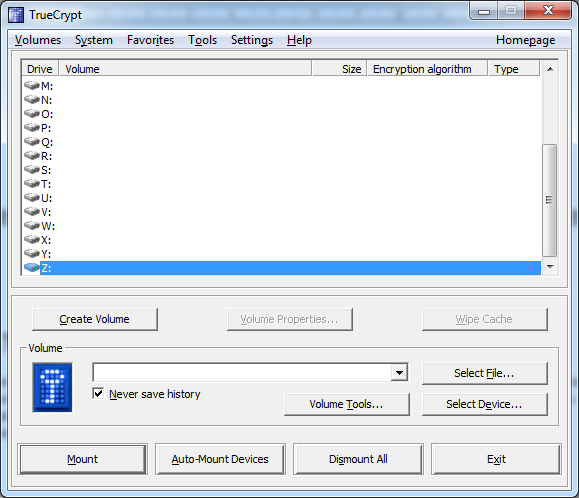 TrueCrypt
Volumes System Favorites Tools Settings Help Homepage
Drive Volume Size Encryption algorithm Type
M:
N:
O:
P:
Q:
R:
S:
T:
U:
V:
W:
X:
Y:
Z:
Create Volume Volume Properties... Wipe Cache
Volume
Select File...
Never save history
Volume Tools... Select Device...
Mount Auto-Mount Devices Dismount All Exit